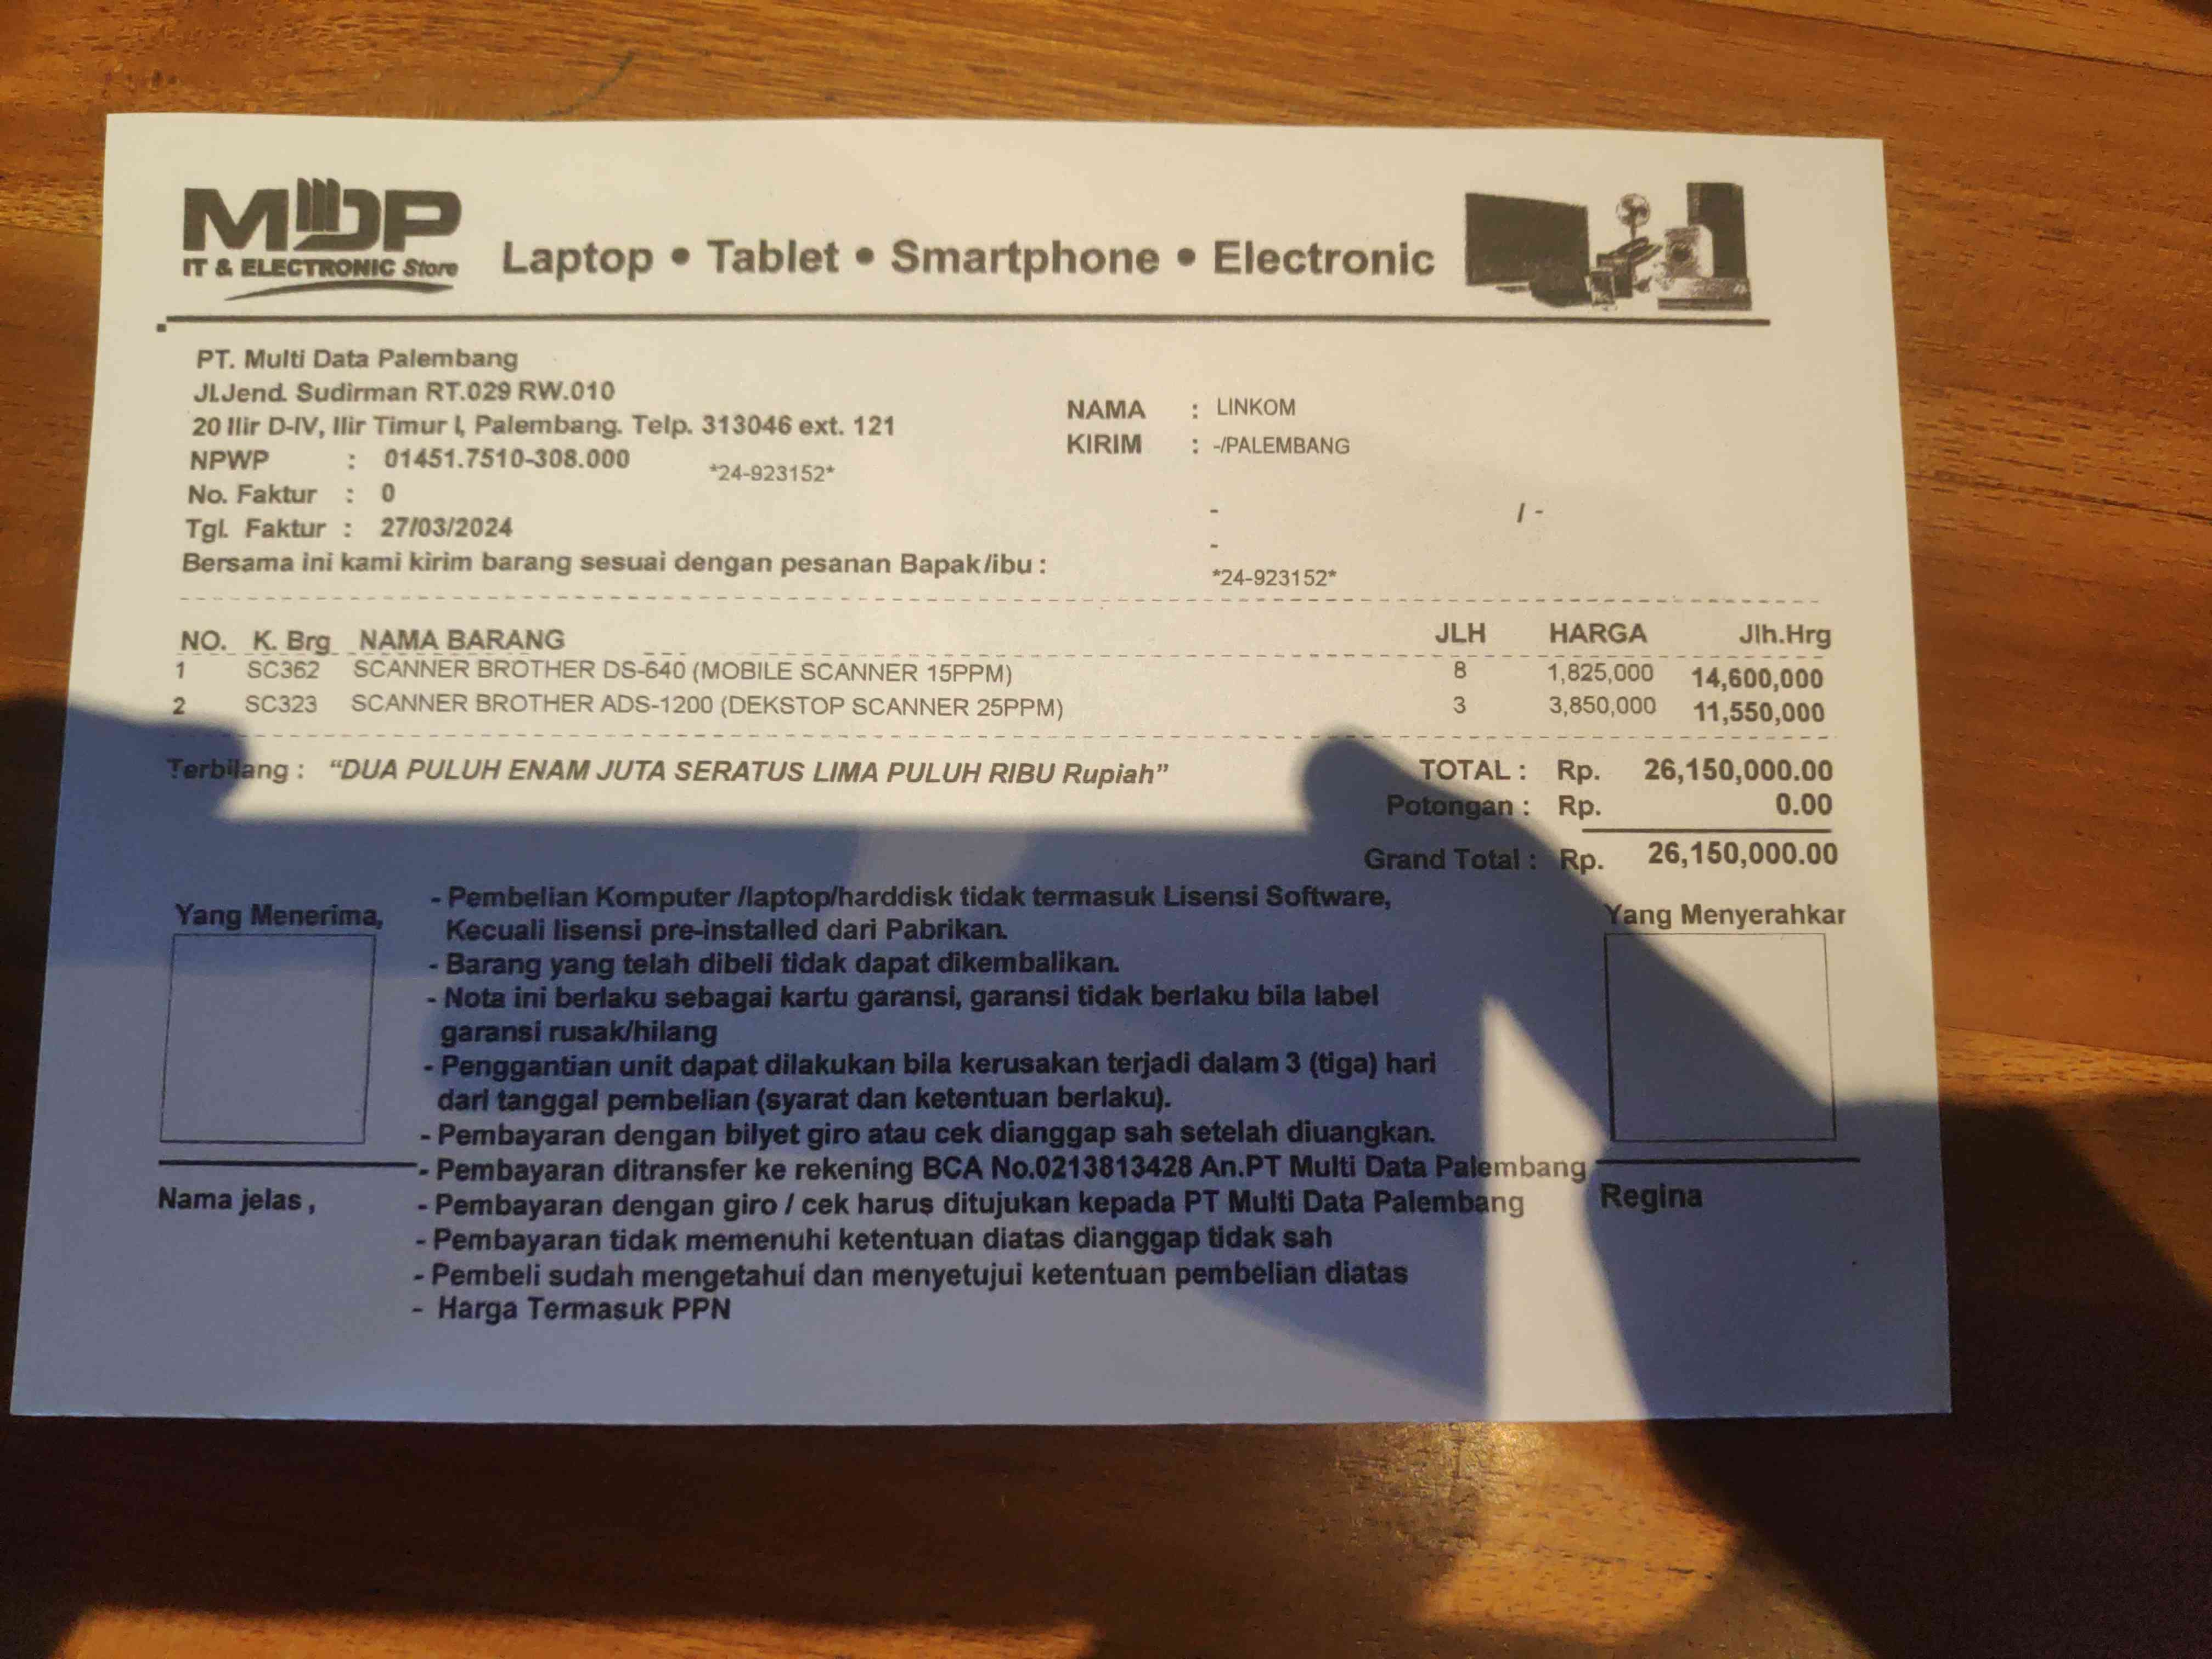 MDP
IT & ELECTRONIC Store
Laptop • Tablet • Smartphone • Electronic
PT. Multi Data Palembang
Jl.Jend. Sudirman RT.029 RW.010
20 Ilir D-IV, Ilir Timur I, Palembang. Telp. 313046 ext. 121
NPWP : 01451.7510-308.000 *24-923152*
No. Faktur : 0
Tgl. Faktur : 27/03/2024
Bersama ini kami kirim barang sesuai dengan pesanan Bapak/ibu :
NAMA : LINKOM
KIRIM : -/PALEMBANG
- / -
-
*24-923152*
NO. K. Brg NAMA BARANG JLH HARGA Jlh.Hrg
1 SC362 SCANNER BROTHER DS-640 (MOBILE SCANNER 15PPM) 8 1,825,000 14,600,000
2 SC323 SCANNER BROTHER ADS-1200 (DEKSTOP SCANNER 25PPM) 3 3,850,000 11,550,000
Terbilang : “DUA PULUH ENAM JUTA SERATUS LIMA PULUH RIBU Rupiah”
TOTAL : Rp. 26,150,000.00
Potongan : Rp. 0.00
Grand Total : Rp. 26,150,000.00
Yang Menerima,
Nama jelas ,
- Pembelian Komputer /laptop/harddisk tidak termasuk Lisensi Software,
Kecuali lisensi pre-installed dari Pabrikan.
- Barang yang telah dibeli tidak dapat dikembalikan.
- Nota ini berlaku sebagai kartu garansi, garansi tidak berlaku bila label
garansi rusak/hilang
- Penggantian unit dapat dilakukan bila kerusakan terjadi dalam 3 (tiga) hari
dari tanggal pembelian (syarat dan ketentuan berlaku).
- Pembayaran dengan bilyet giro atau cek dianggap sah setelah diuangkan.
- Pembayaran ditransfer ke rekening BCA No.0213813428 An.PT Multi Data Palembang
- Pembayaran dengan giro / cek harus ditujukan kepada PT Multi Data Palembang
- Pembayaran tidak memenuhi ketentuan diatas dianggap tidak sah
- Pembeli sudah mengetahui dan menyetujui ketentuan pembelian diatas
- Harga Termasuk PPN
Yang Menyerahkar
Regina